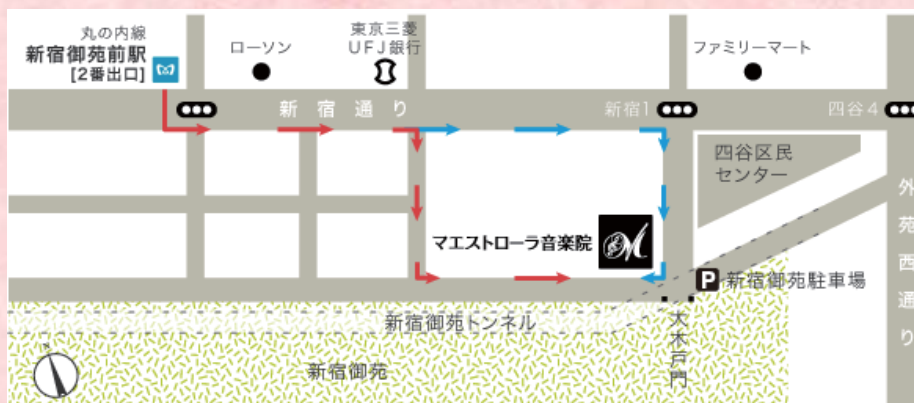 丸の内線
新宿御苑前駅
[2番出口]
ローソン
東京三菱
UFJ銀行
ファミリーマート
新宿通り
新宿1
四谷4
四谷区民
センター
外苑西通り
マエストローラ音楽院
M
P 新宿御苑駐車場
新宿御苑トンネル
大木戸門
新宿御苑
N